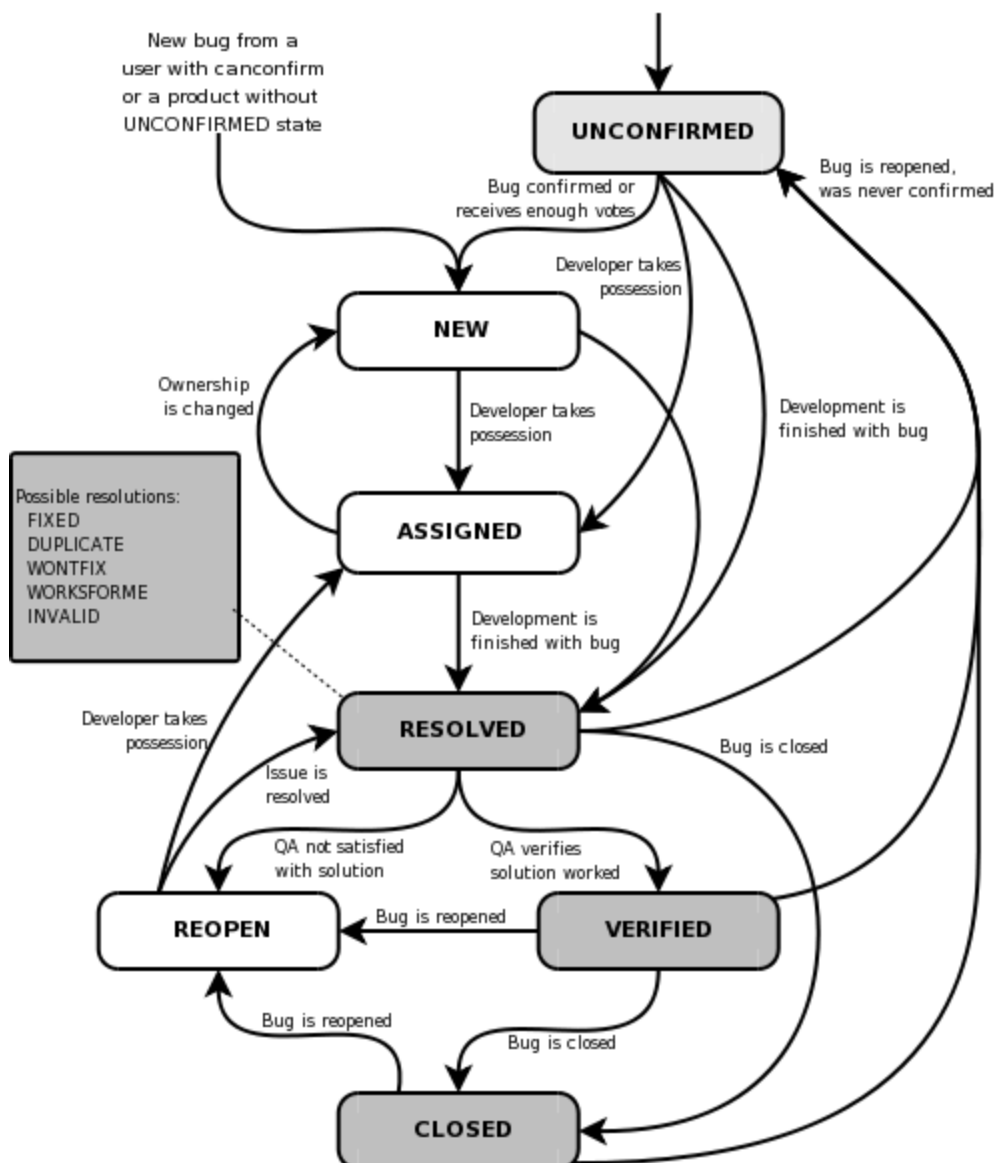 New bug from a
user with canconfirm
or a product without
UNCONFIRMED state
UNCONFIRMED
Bug is reopened,
was never confirmed
Bug confirmed or
receives enough votes
Developer takes
possession
NEW
Ownership
is changed
Developer takes
possession
Development is
finished with bug
Possible resolutions:
FIXED
DUPLICATE
WONTFIX
WORKSFORME
INVALID
ASSIGNED
Development is
finished with bug
RESOLVED
Developer takes
possession
Bug is closed
Issue is
resolved
QA not satisfied
with solution
QA verifies
solution worked
REOPEN
Bug is reopened
VERIFIED
Bug is reopened
Bug is closed
CLOSED